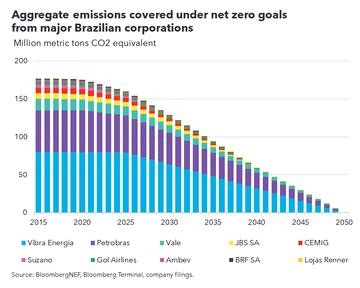 Aggregate emissions covered under net zero goals
from major Brazilian corporations
Million metric tons CO2 equivalent
200
150
100
50
0
2015 2020 2025 2030 2035 2040 2045 2050
Vibra Energia Petrobras Vale JBS SA CEMIG
Suzano Gol Airlines Ambev BRF SA Lojas Renner
Source: BloombergNEF, Bloomberg Terminal, company filings.